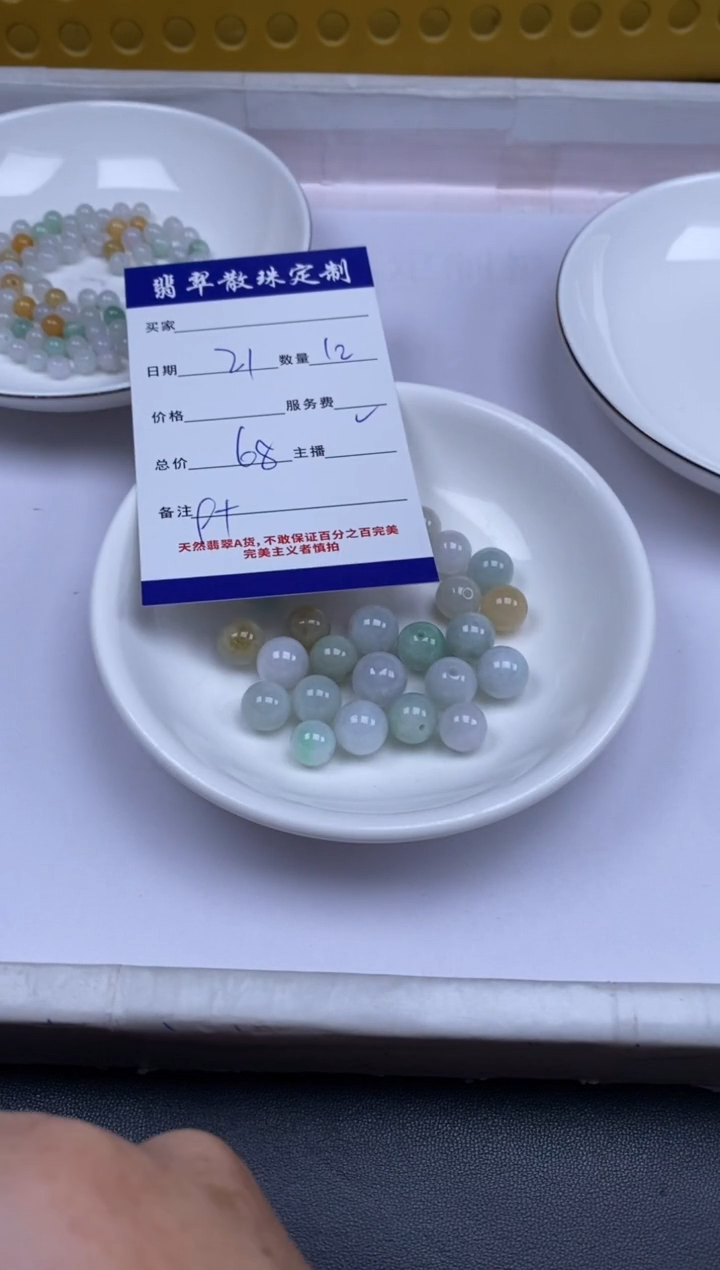 翡翠散珠定制
买家
日期 21 数量 12
价格 服务费 ✓
总价 68 主播
备注 pt
天然翡翠A货,不敢保证百分之百完美
完美主义者慎拍